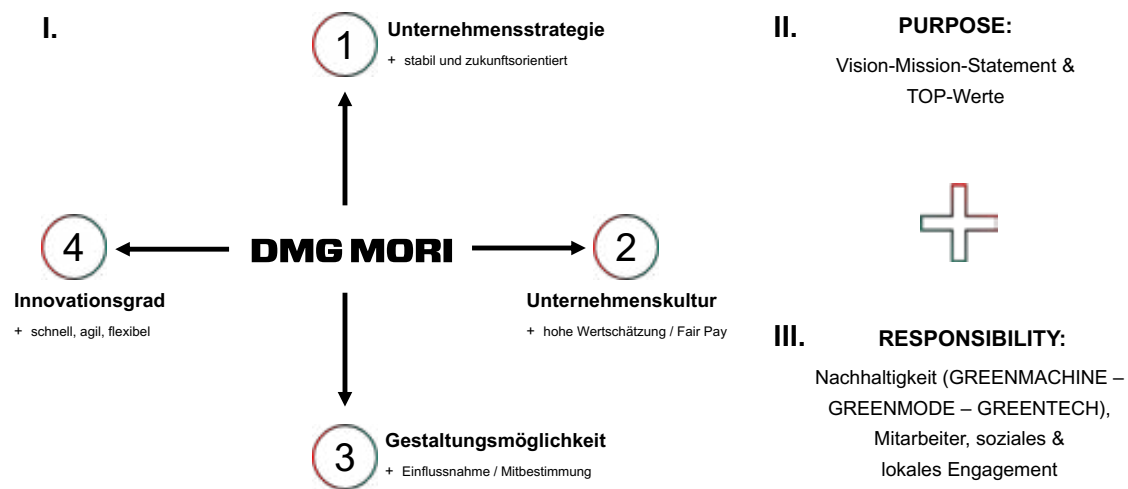 I.
1
Unternehmensstrategie
+ stabil und zukunftsorientiert
4
DMG MORI
2
Innovationsgrad
+ schnell, agil, flexibel
Unternehmenskultur
+ hohe Wertschätzung / Fair Pay
3
Gestaltungsmöglichkeit
+ Einflussnahme / Mitbestimmung
II.
PURPOSE:
Vision-Mission-Statement &
TOP-Werte
III.
RESPONSIBILITY:
Nachhaltigkeit (GREENMACHINE –
GREENMODE – GREENTECH),
Mitarbeiter, soziales &
lokales Engagement